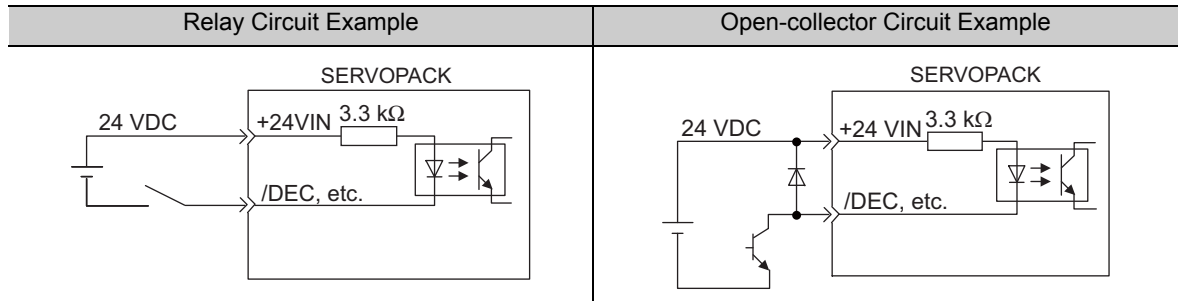 Relay Circuit Example
Open-collector Circuit Example
SERVOPACK
24 VDC
+24VIN
3.3 kΩ
/DEC, etc.
SERVOPACK
24 VDC
+24 VIN
3.3 kΩ
/DEC, etc.